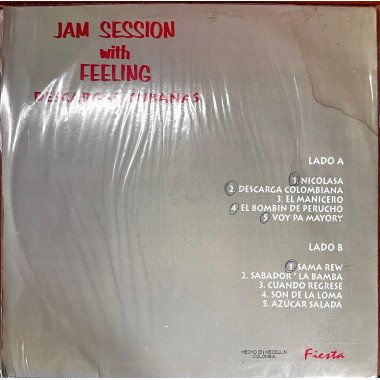 JAM SESSION
with
FEELING
DESCARGAS CUBANAS
LADO A
1. NICOLASA
2. DESCARGA COLOMBIANA
3. EL MANICERO
4. EL BOMBIN DE PERUCHO
5. VOY PA MAYORY
LADO B
1. SAMA REW
2. SABADOR * LA BAMBA
3. CUANDO REGRESE
4. SON DE LA LOMA
5. AZÚCAR SALADA
HECHO EN MEDELLIN
COLOMBIA
Fiesta